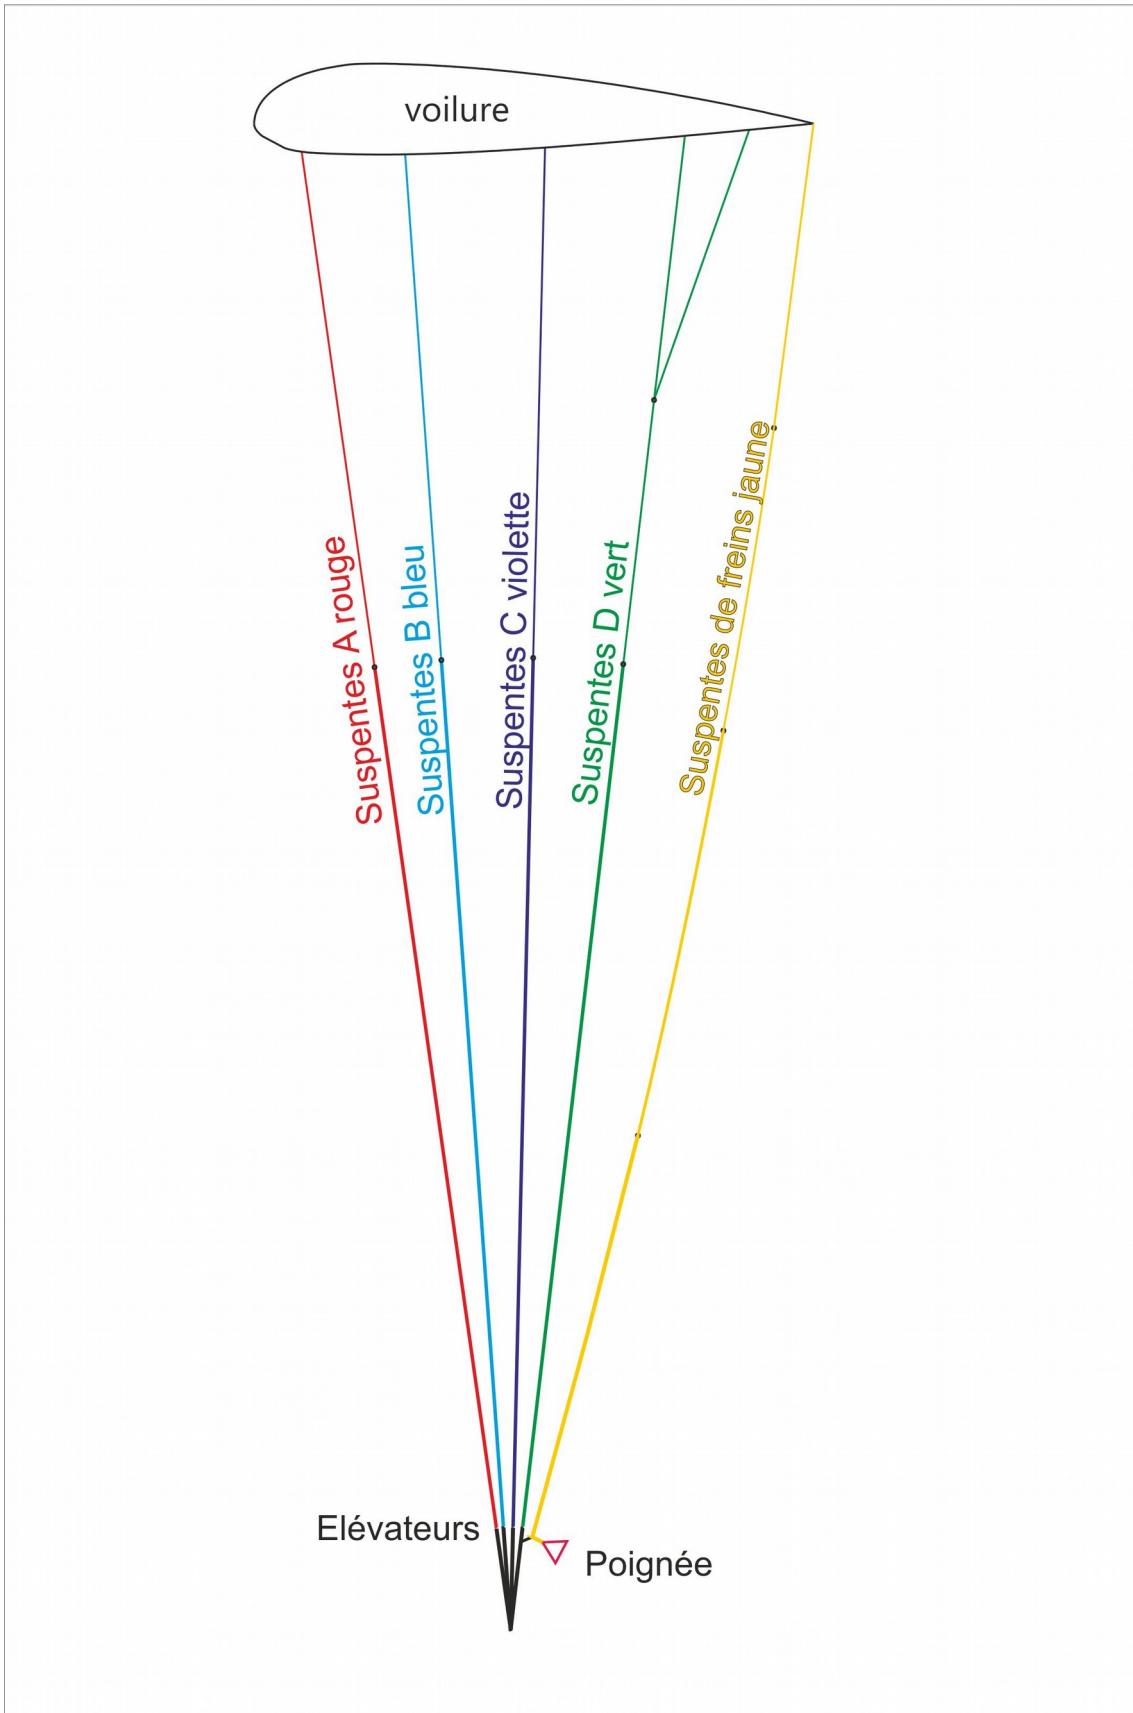 voilure
Suspentes A rouge
Suspentes B bleu
Suspentes C violette
Suspentes D vert
Suspentes de freins jaune
Elévateurs
Poignée